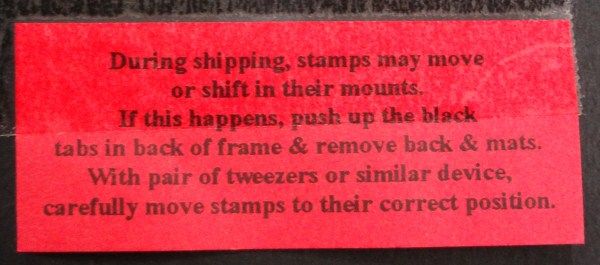 During shipping, stamps may move
or shift in their mounts.
If this happens, push up the black
tabs in back of frame & remove back & mats.
With pair of tweezers or similar device,
carefully move stamps to their correct position.